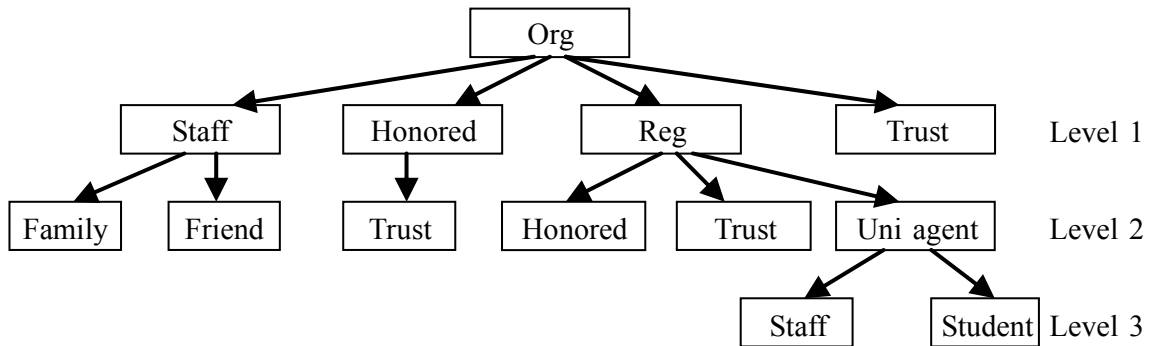 Org
Staff Honored Reg Trust Level 1
Family Friend Trust Honored Trust Uni agent Level 2
Staff Student Level 3